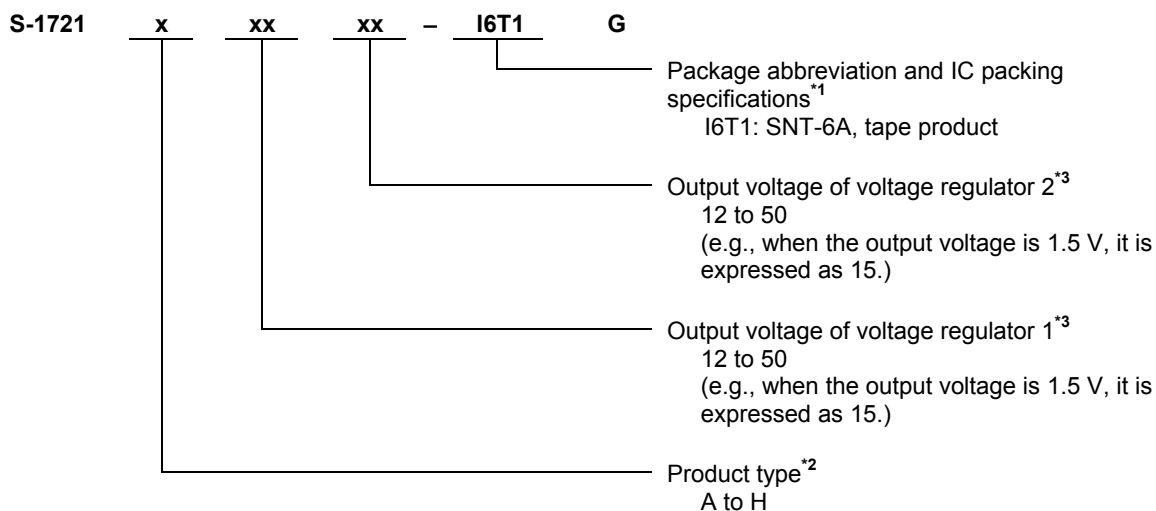 S-1721 x xx xx – I6T1 G
Package abbreviation and IC packing
specifications*1
I6T1: SNT-6A, tape product
Output voltage of voltage regulator 2*3
12 to 50
(e.g., when the output voltage is 1.5 V, it is
expressed as 15.)
Output voltage of voltage regulator 1*3
12 to 50
(e.g., when the output voltage is 1.5 V, it is
expressed as 15.)
Product type*2
A to H